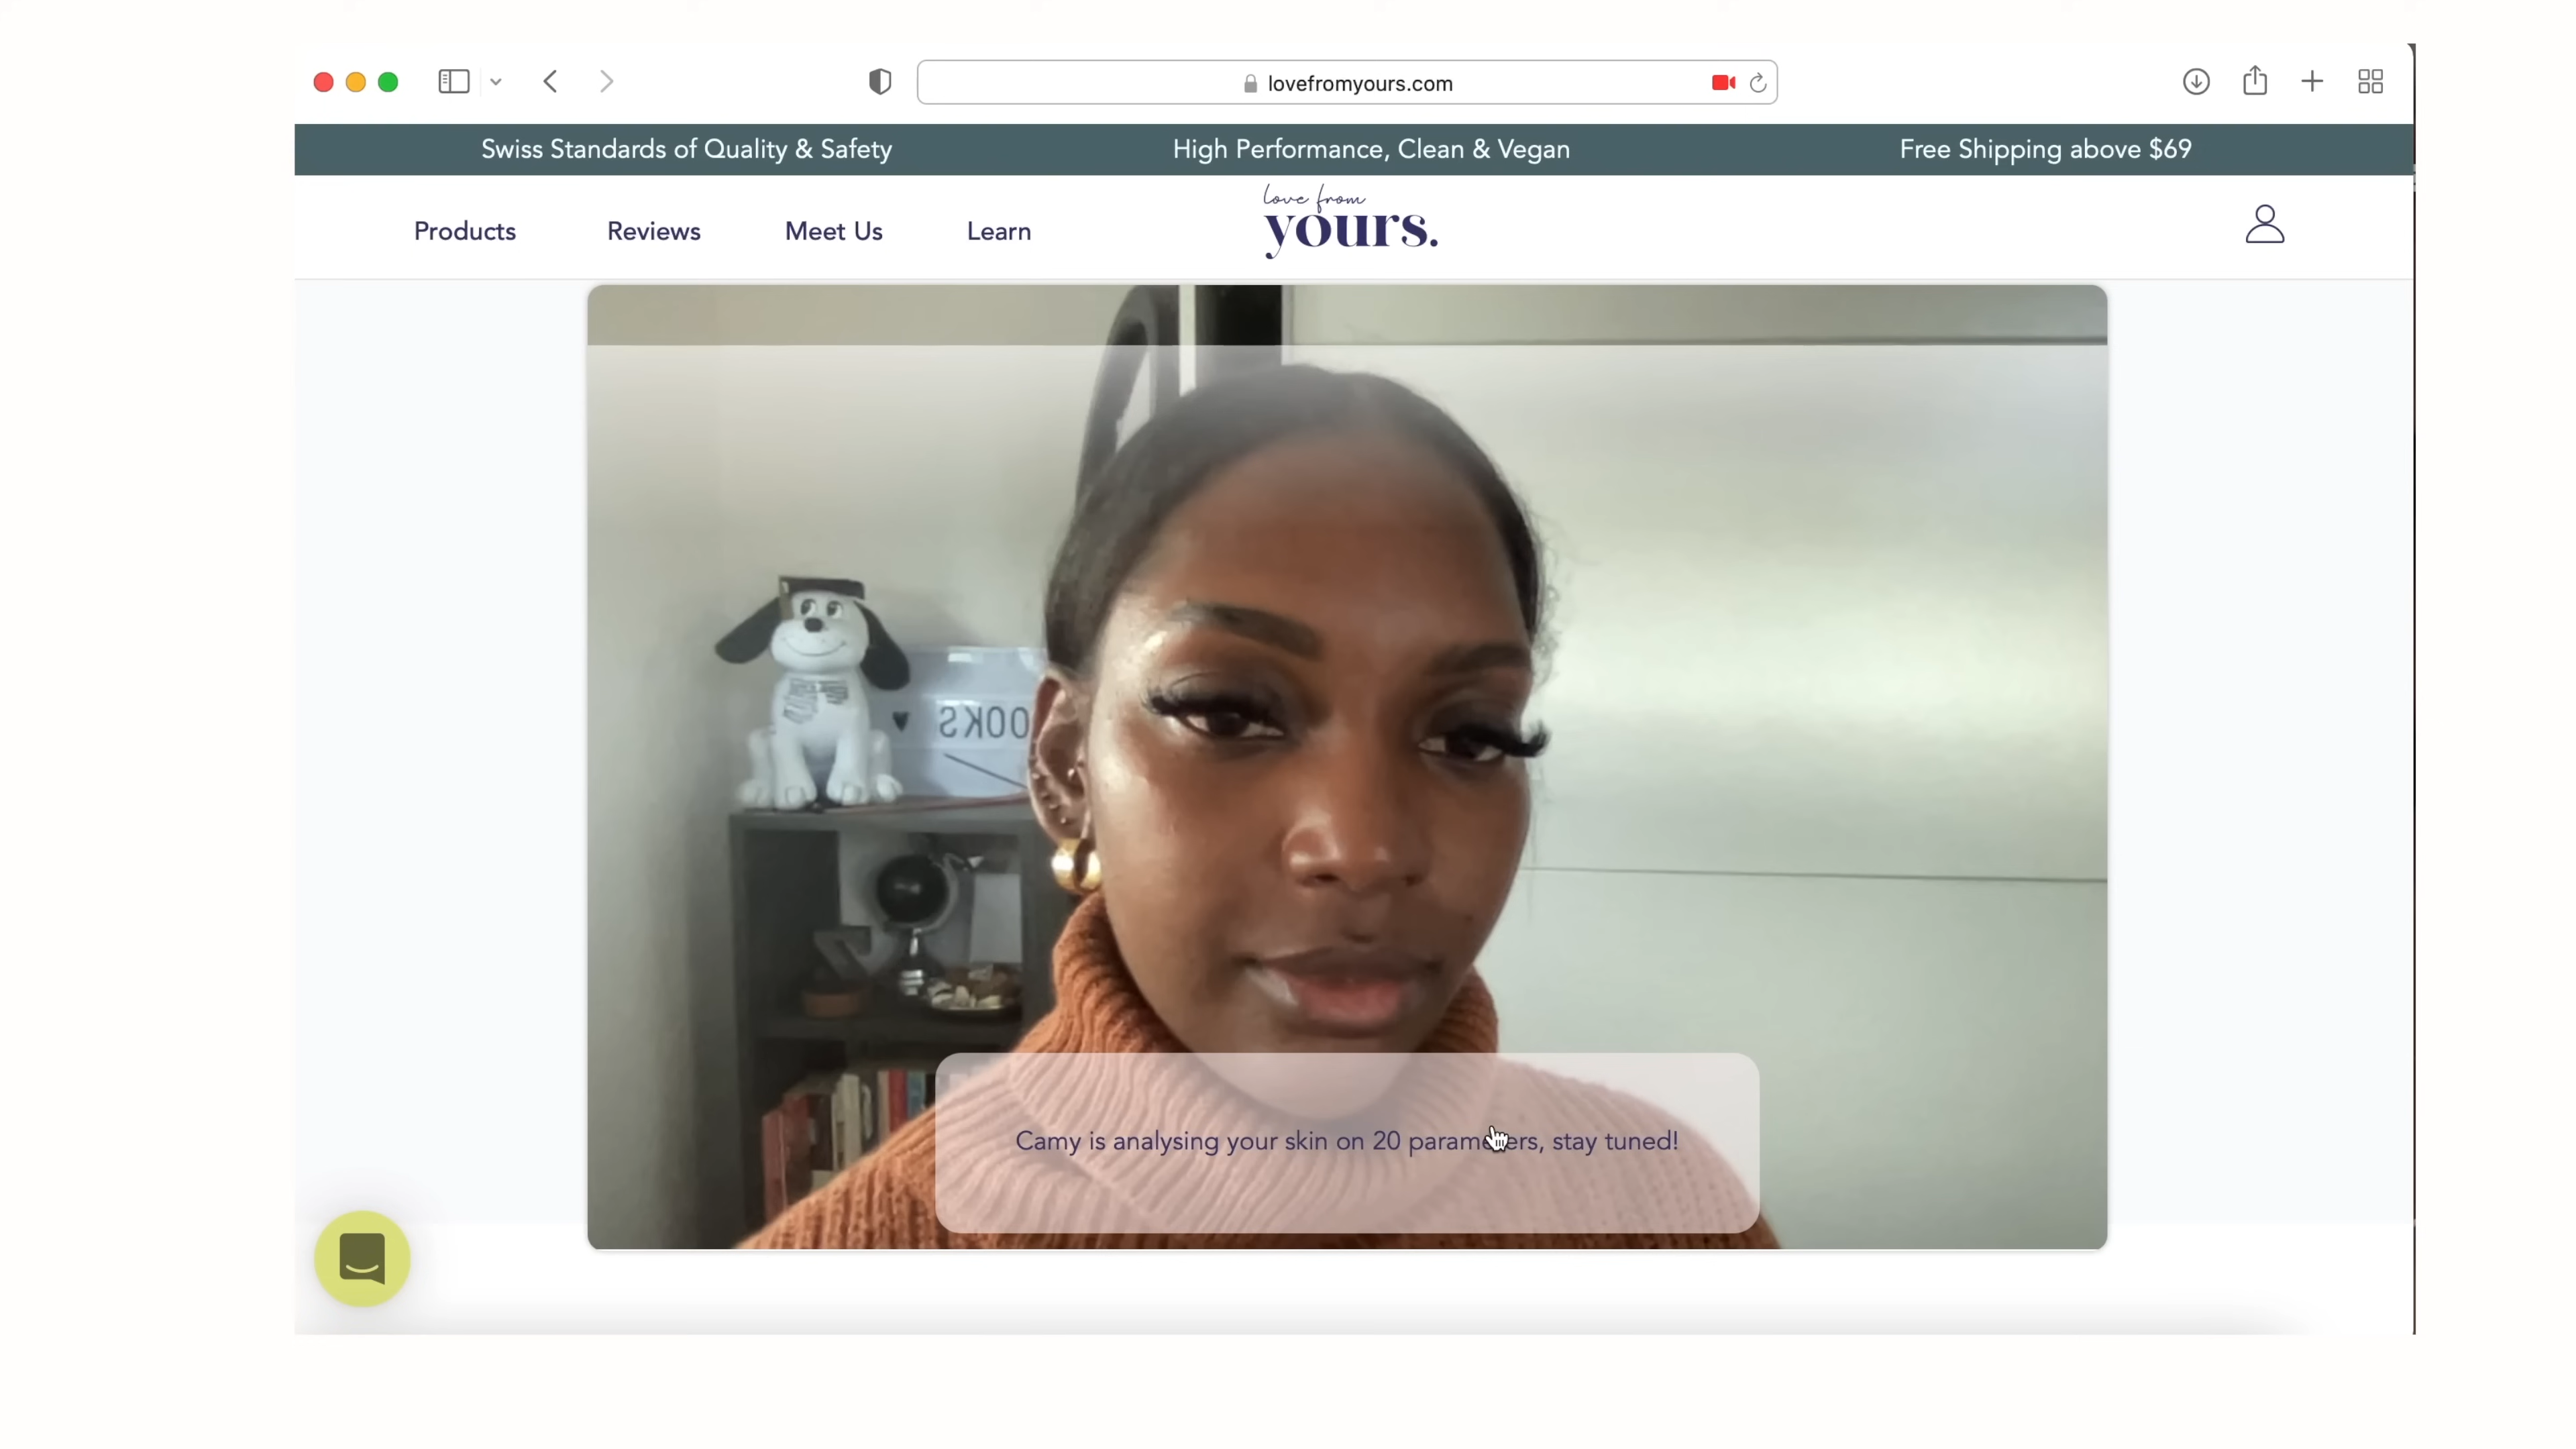 lovefromyours.com
Swiss Standards of Quality & Safety
High Performance, Clean & Vegan
Free Shipping above $69
Products
Reviews
Meet Us
Learn
love from
yours.
♥ OOKS
Camy is analysing your skin on 20 parameters, stay tuned!